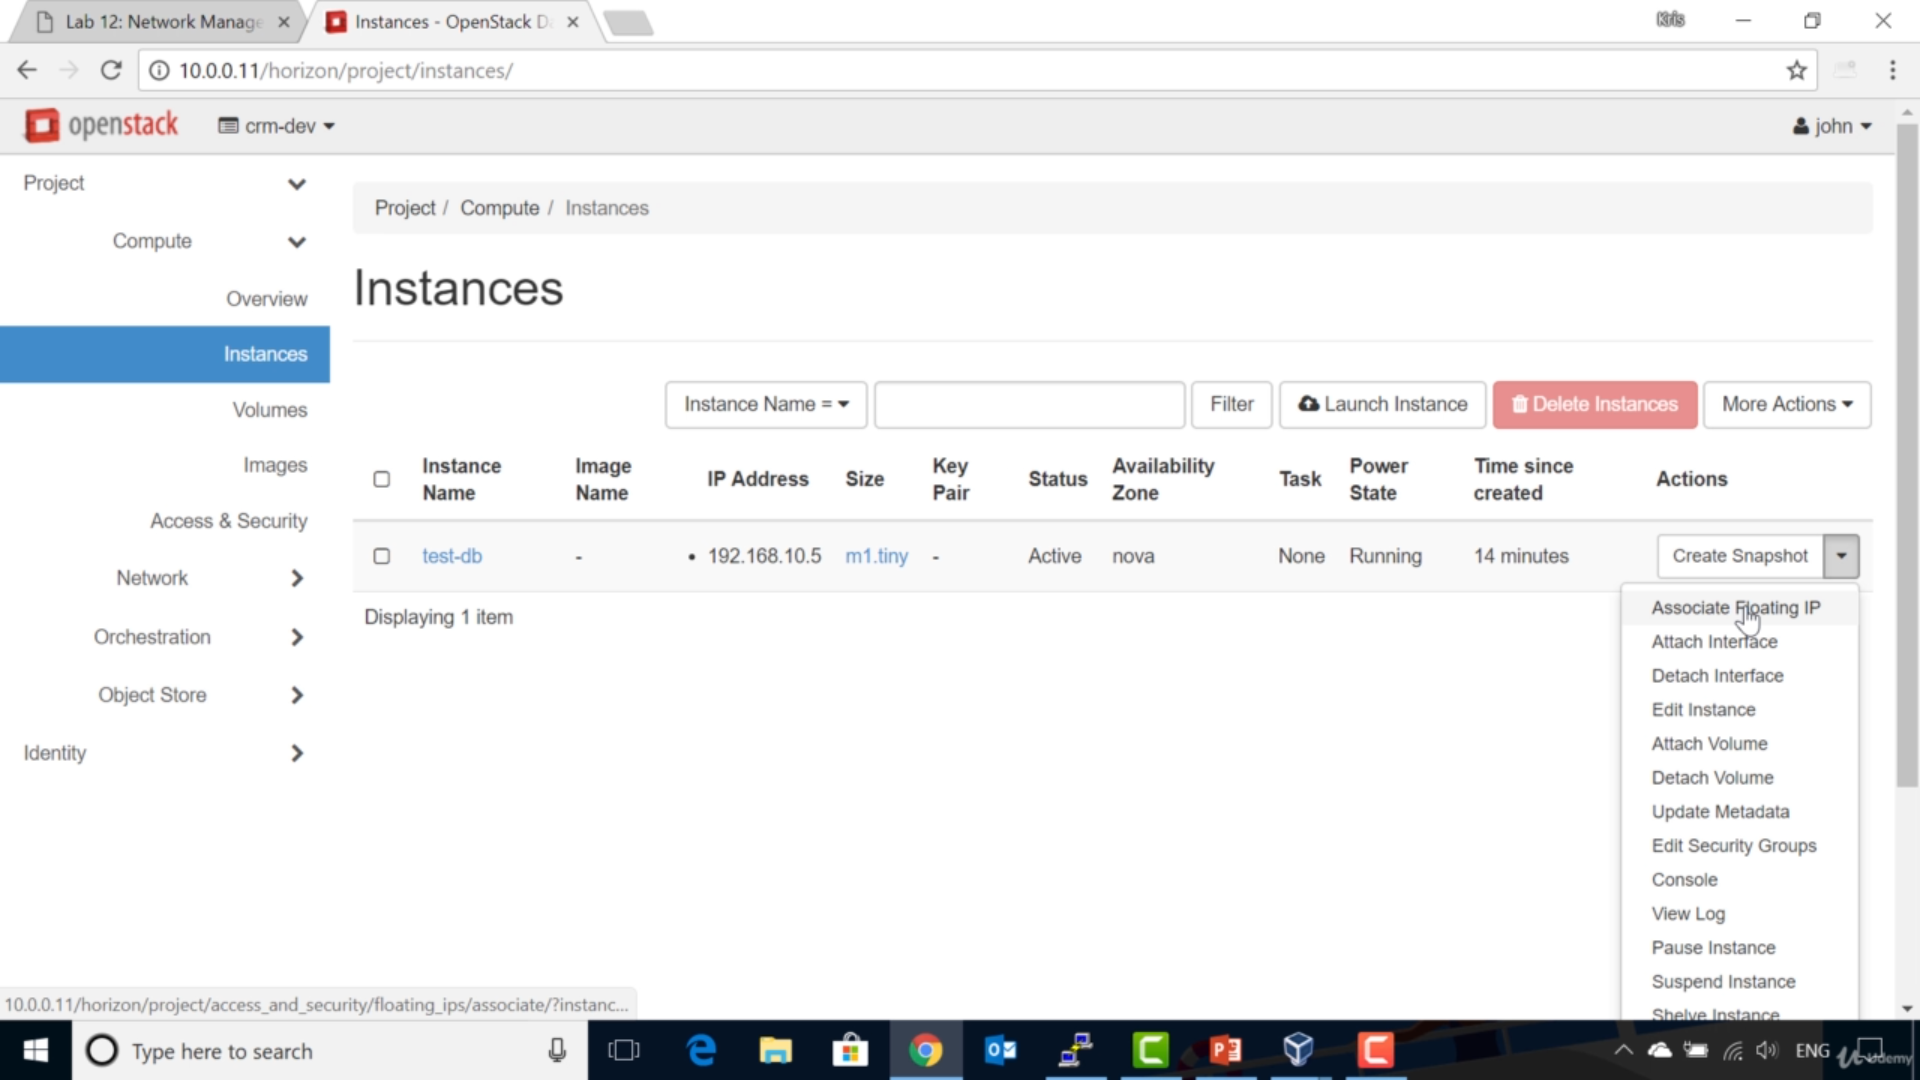 Lab 12: Network Manage
Instances - OpenStack Da
Kris
10.0.0.11/horizon/project/instances/
openstack
crm-dev
john
Project
Compute
Overview
Instances
Volumes
Images
Access & Security
Network
Orchestration
Object Store
Identity
Project / Compute / Instances
Instances
Instance Name =
Filter
Launch Instance
Delete Instances
More Actions
Instance Name
Image Name
IP Address
Size
Key Pair
Status
Availability Zone
Task
Power State
Time since created
Actions
test-db
-
• 192.168.10.5
m1.tiny
-
Active
nova
None
Running
14 minutes
Create Snapshot
Displaying 1 item
Associate Floating IP
Attach Interface
Detach Interface
Edit Instance
Attach Volume
Detach Volume
Update Metadata
Edit Security Groups
Console
View Log
Pause Instance
Suspend Instance
Shelve Instance
10.0.0.11/horizon/project/access_and_security/floating_ips/associate/?instanc...
Type here to search
ENG
Udemy